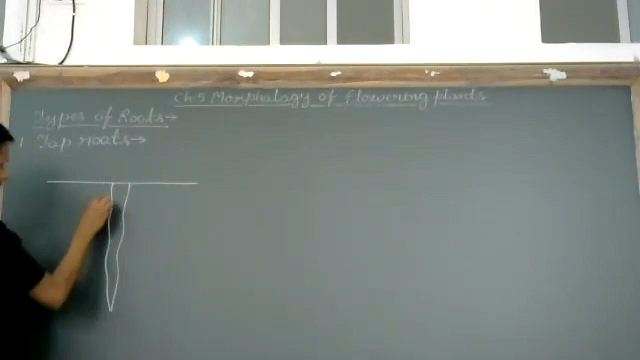 Ch 5 Morphology of Flowering plants
Types of Roots→
1 Tap roots→